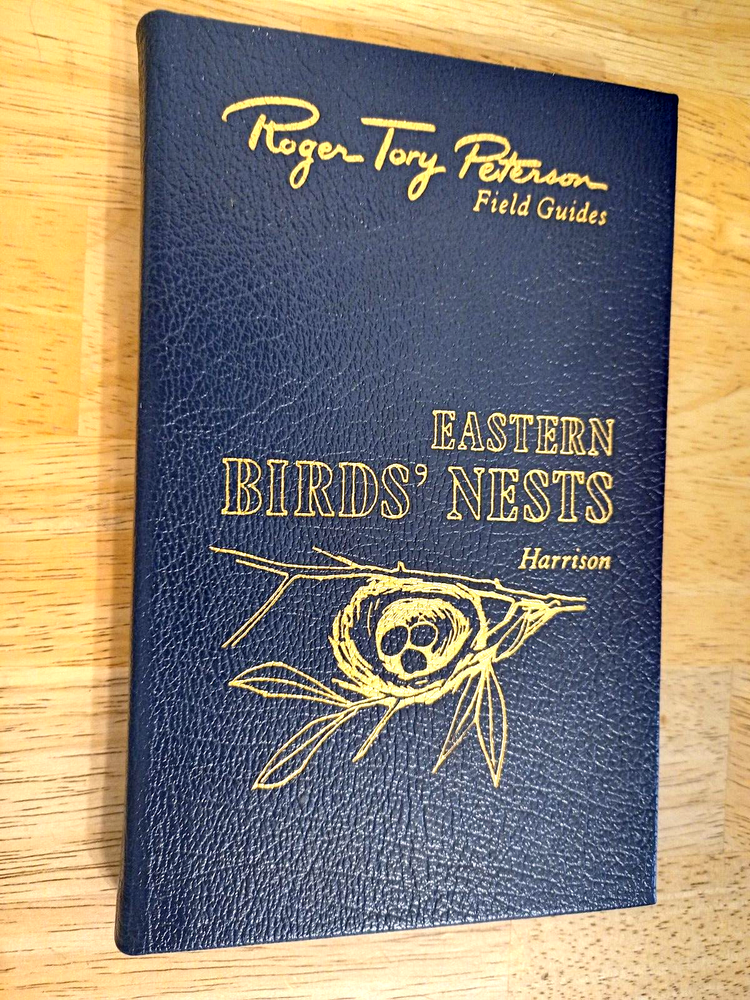 Roger Tory Peterson
Field Guides
EASTERN
BIRDS' NESTS
Harrison